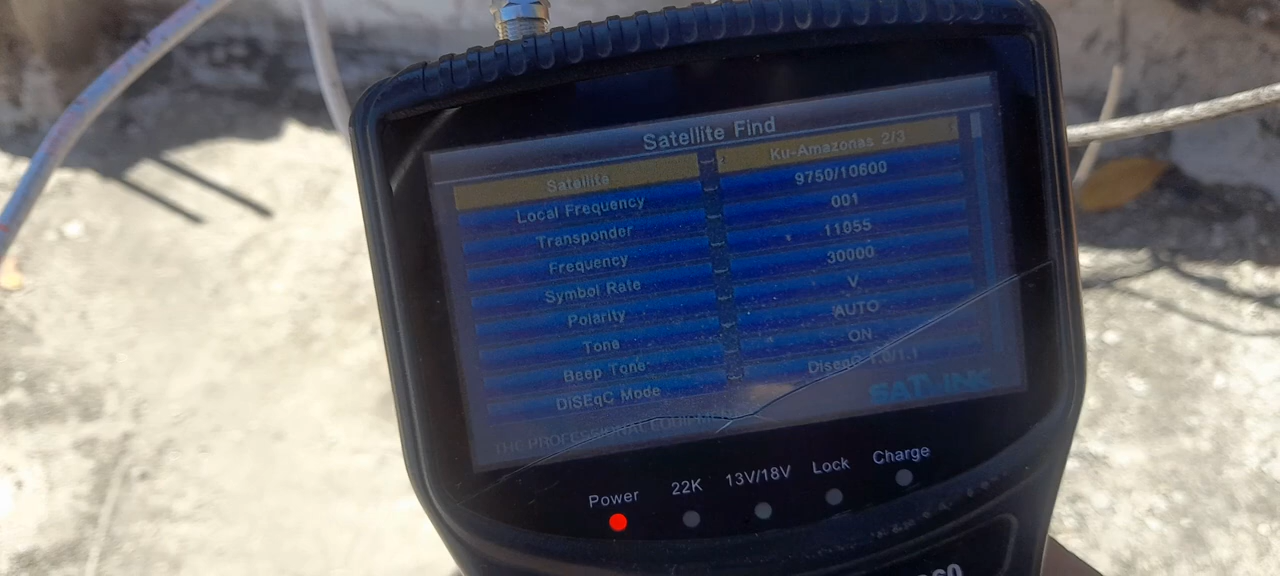 Satellite Find
Satellite Ku-Amazonas 2/3
Local Frequency 9750/10600
Transponder 001
Frequency 11055
Symbol Rate 30000
Polarity V
Tone AUTO
Beep Tone ON
DiSEqC Mode DiseqC 1.0/1.1
THE PROFESSIONAL EQUIPMENT
SATLINK
Power 22K 13V/18V Lock Charge